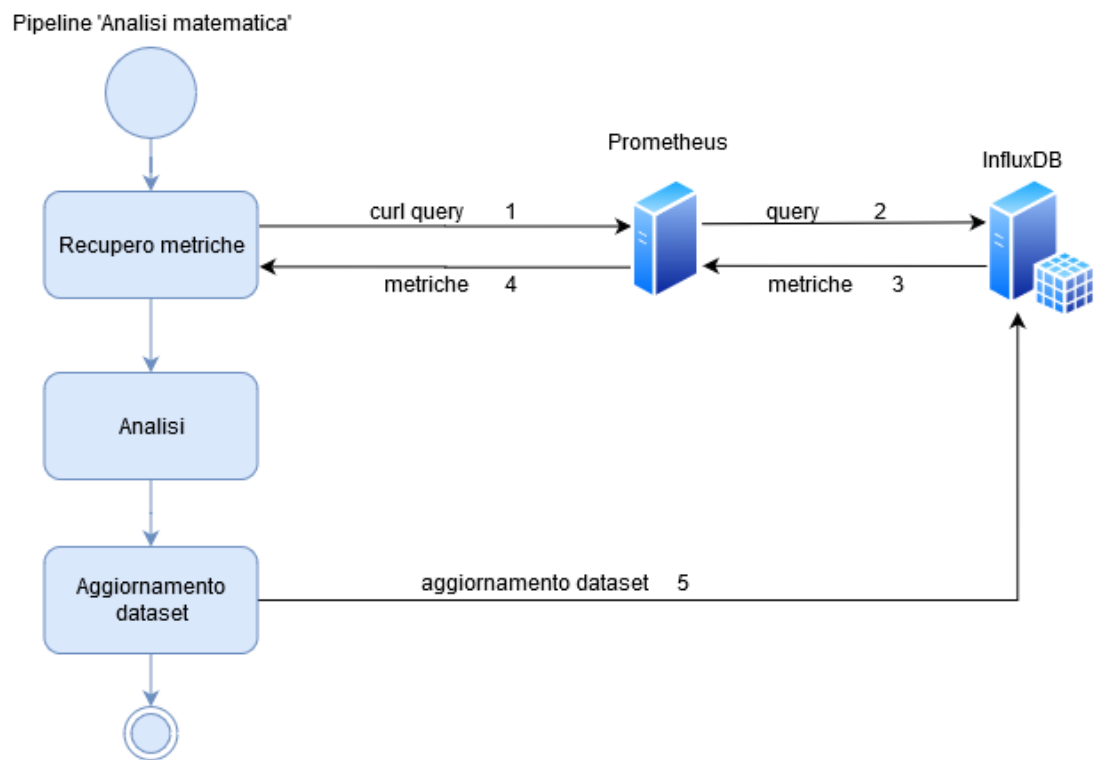 Pipeline 'Analisi matematica'
Prometheus
InfluxDB
curl query 1
query 2
Recupero metriche
metriche 4
metriche 3
Analisi
Aggiornamento
dataset
aggiornamento dataset 5